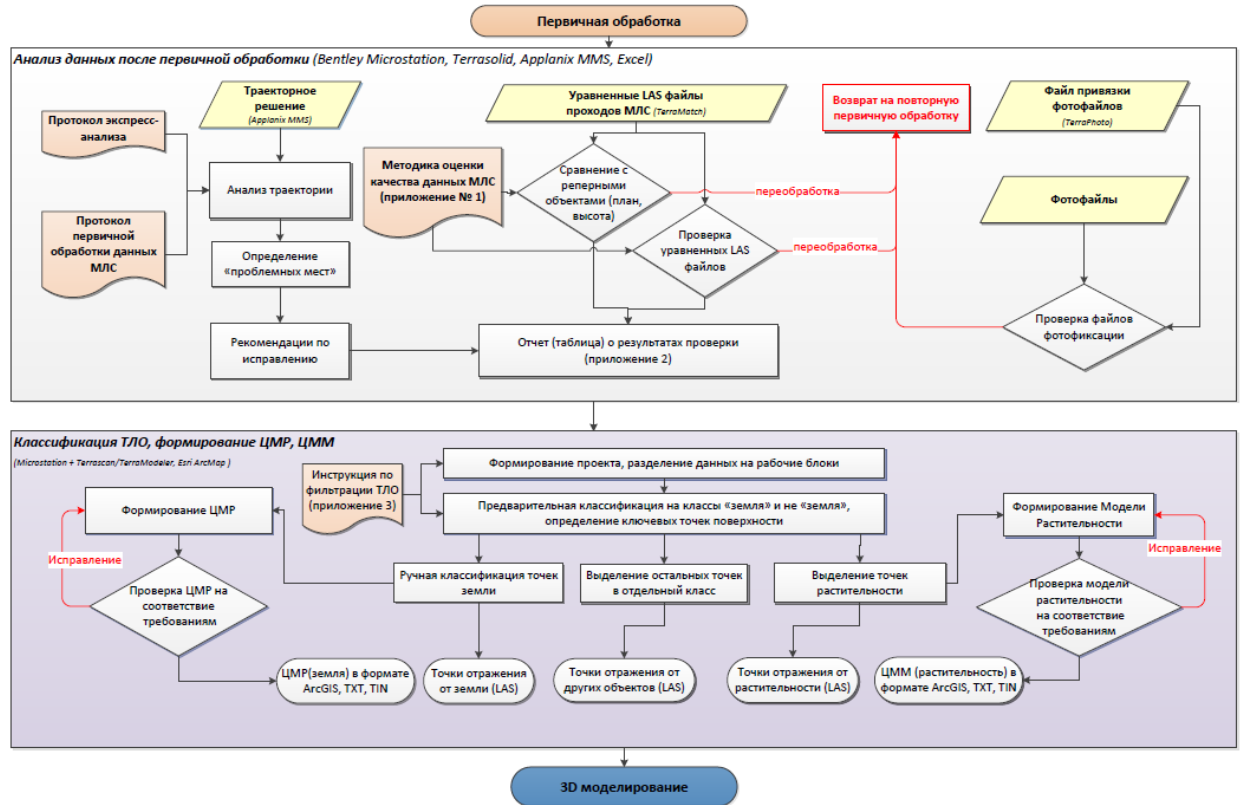 Первичная обработка
Анализ данных после первичной обработки (Bentley Microstation, Terrasolid, Applanix MMS, Excel)
Траекторное
решение
(Applanix MMS)
Уравненные LAS файлы
проходов МЛС (TerraMatch)
Возврат на повторную
первичную обработку
Файл привязки
фотофайлов
(TerraPhoto)
Протокол экспресс-
анализа
Анализ траектории
Методика оценки
качества данных МЛС
(приложение № 1)
Сравнение с
реперными
объектами (план,
высота)
переобработка
Фотофайлы
Протокол
первичной
обработки данных
МЛС
Определение
«проблемных мест»
Проверка
уравненных LAS
файлов
переобработка
Рекомендации по
исправлению
Отчет (таблица) о результатах проверки
(приложение 2)
Проверка файлов
фотофиксации
Классификация ТЛО, формирование ЦМР, ЦММ
(Microstation + Terrascan/TerraModeler, Esri ArcMap )
Инструкция по
фильтрации ТЛО
(приложение 3)
Формирование проекта, разделение данных на рабочие блоки
Формирование ЦМР
Предварительная классификация на классы «земля» и не «земля»,
определение ключевых точек поверхности
Формирование Модели
Растительности
Исправление
Проверка ЦМР на
соответствие
требованиям
Ручная классификация точек
земли
Выделение остальных точек
в отдельный класс
Выделение точек
растительности
Исправление
Проверка модели
растительности
на соответствие
требованиям
ЦМР(земля) в формате
ArcGIS, TXT, TIN
Точки отражения
от земли (LAS)
Точки отражения от
других объектов (LAS)
Точки отражения от
растительности (LAS)
ЦММ (растительность) в
формате ArcGIS, TXT, TIN
3D моделирование